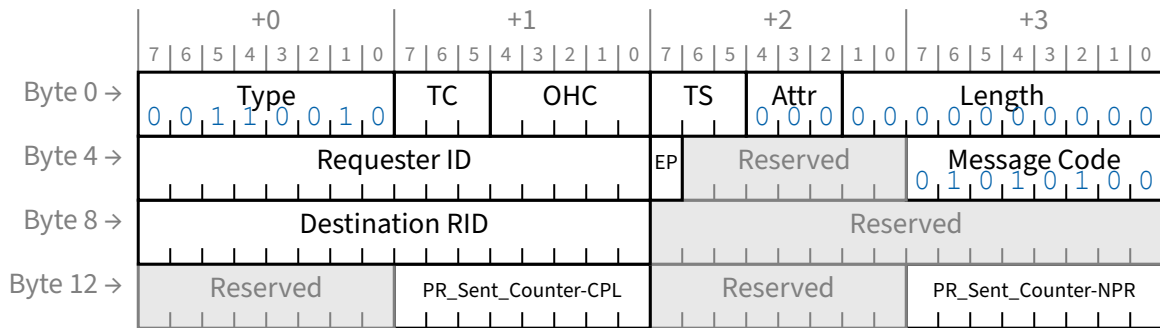 +0 +1 +2 +3
7 6 5 4 3 2 1 0 7 6 5 4 3 2 1 0 7 6 5 4 3 2 1 0 7 6 5 4 3 2 1 0
Byte 0 → Type TC OHC TS Attr Length
0 0 1 1 0 0 1 0 0 0 0 0 0 0 0 0 0 0 0 0 0
Byte 4 → Requester ID EP Reserved Message Code
0 1 0 1 0 1 0 0
Byte 8 → Destination RID Reserved
Byte 12 → Reserved PR_Sent_Counter-CPL Reserved PR_Sent_Counter-NPR